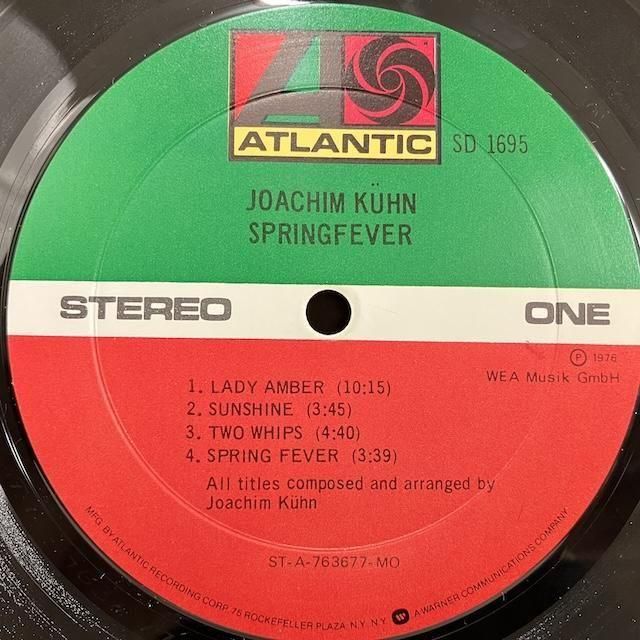 ATLANTIC
SD 1695
JOACHIM KÜHN
SPRINGFEVER
STEREO
ONE
Ⓟ 1976
WEA Musik GmbH
1. LADY AMBER (10:15)
2. SUNSHINE (3:45)
3. TWO WHIPS (4:40)
4. SPRING FEVER (3:39)
All titles composed and arranged by
Joachim Kühn
ST-A-763677-MO
MFG. BY ATLANTIC RECORDING CORP. 75 ROCKEFELLER PLAZA, N.Y. N.Y. A WARNER COMMUNICATIONS COMPANY